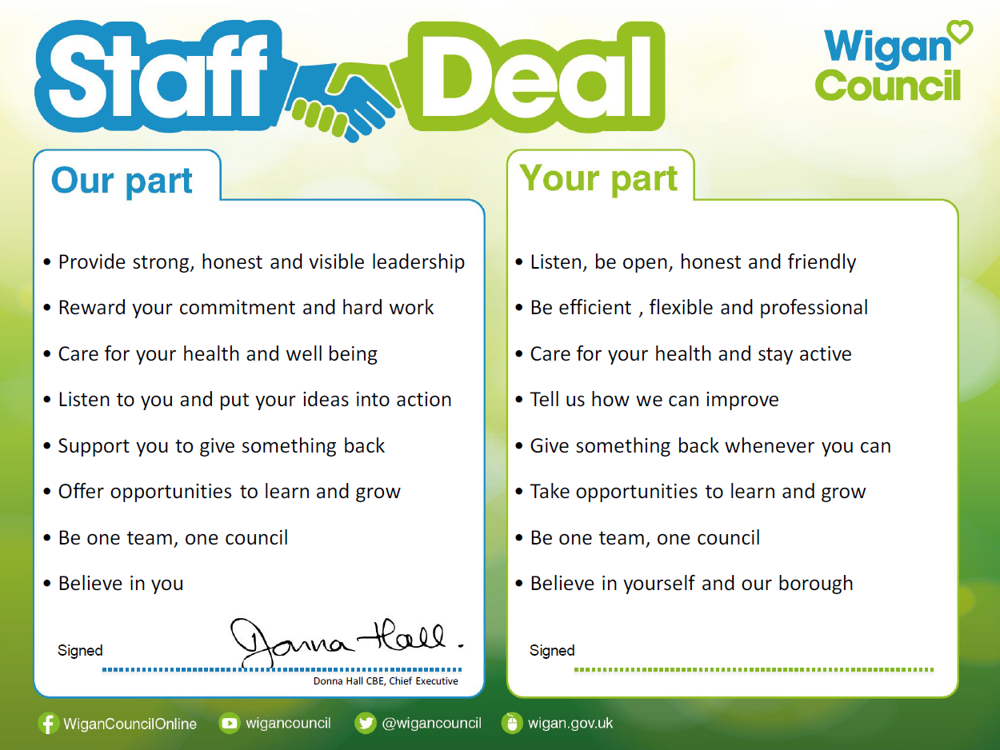 Staff Deal
Wigan
Council
Our part
• Provide strong, honest and visible leadership
• Reward your commitment and hard work
• Care for your health and well being
• Listen to you and put your ideas into action
• Support you to give something back
• Offer opportunities to learn and grow
• Be one team, one council
• Believe in you
Signed Donna Hall.
Donna Hall CBE, Chief Executive
Your part
• Listen, be open, honest and friendly
• Be efficient , flexible and professional
• Care for your health and stay active
• Tell us how we can improve
• Give something back whenever you can
• Take opportunities to learn and grow
• Be one team, one council
• Believe in yourself and our borough
Signed
WiganCouncilOnline wigancouncil @wigancouncil wigan.gov.uk